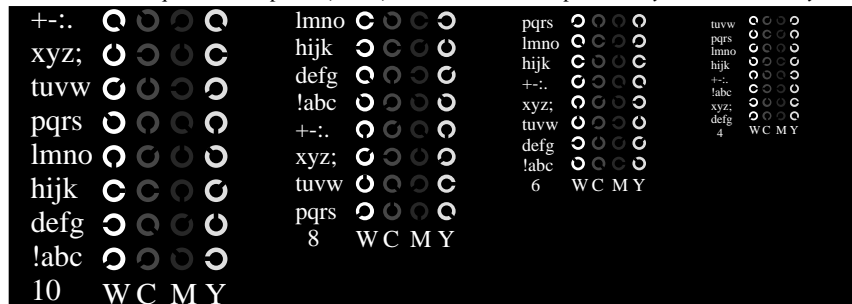 +-:.
xyz;
tuvw
pqrs
lmno
hijk
defg
!abc
10 W C M Y
lmno
hijk
defg
!abc
+-:.
xyz;
tuvw
pqrs
8 W C M Y
pqrs
lmno
hijk
+-:.
xyz;
tuvw
defg
!abc
6 W C M Y
tuvw
pqrs
lmno
hijk
+-:.
!abc
xyz;
defg
4 W C M Y